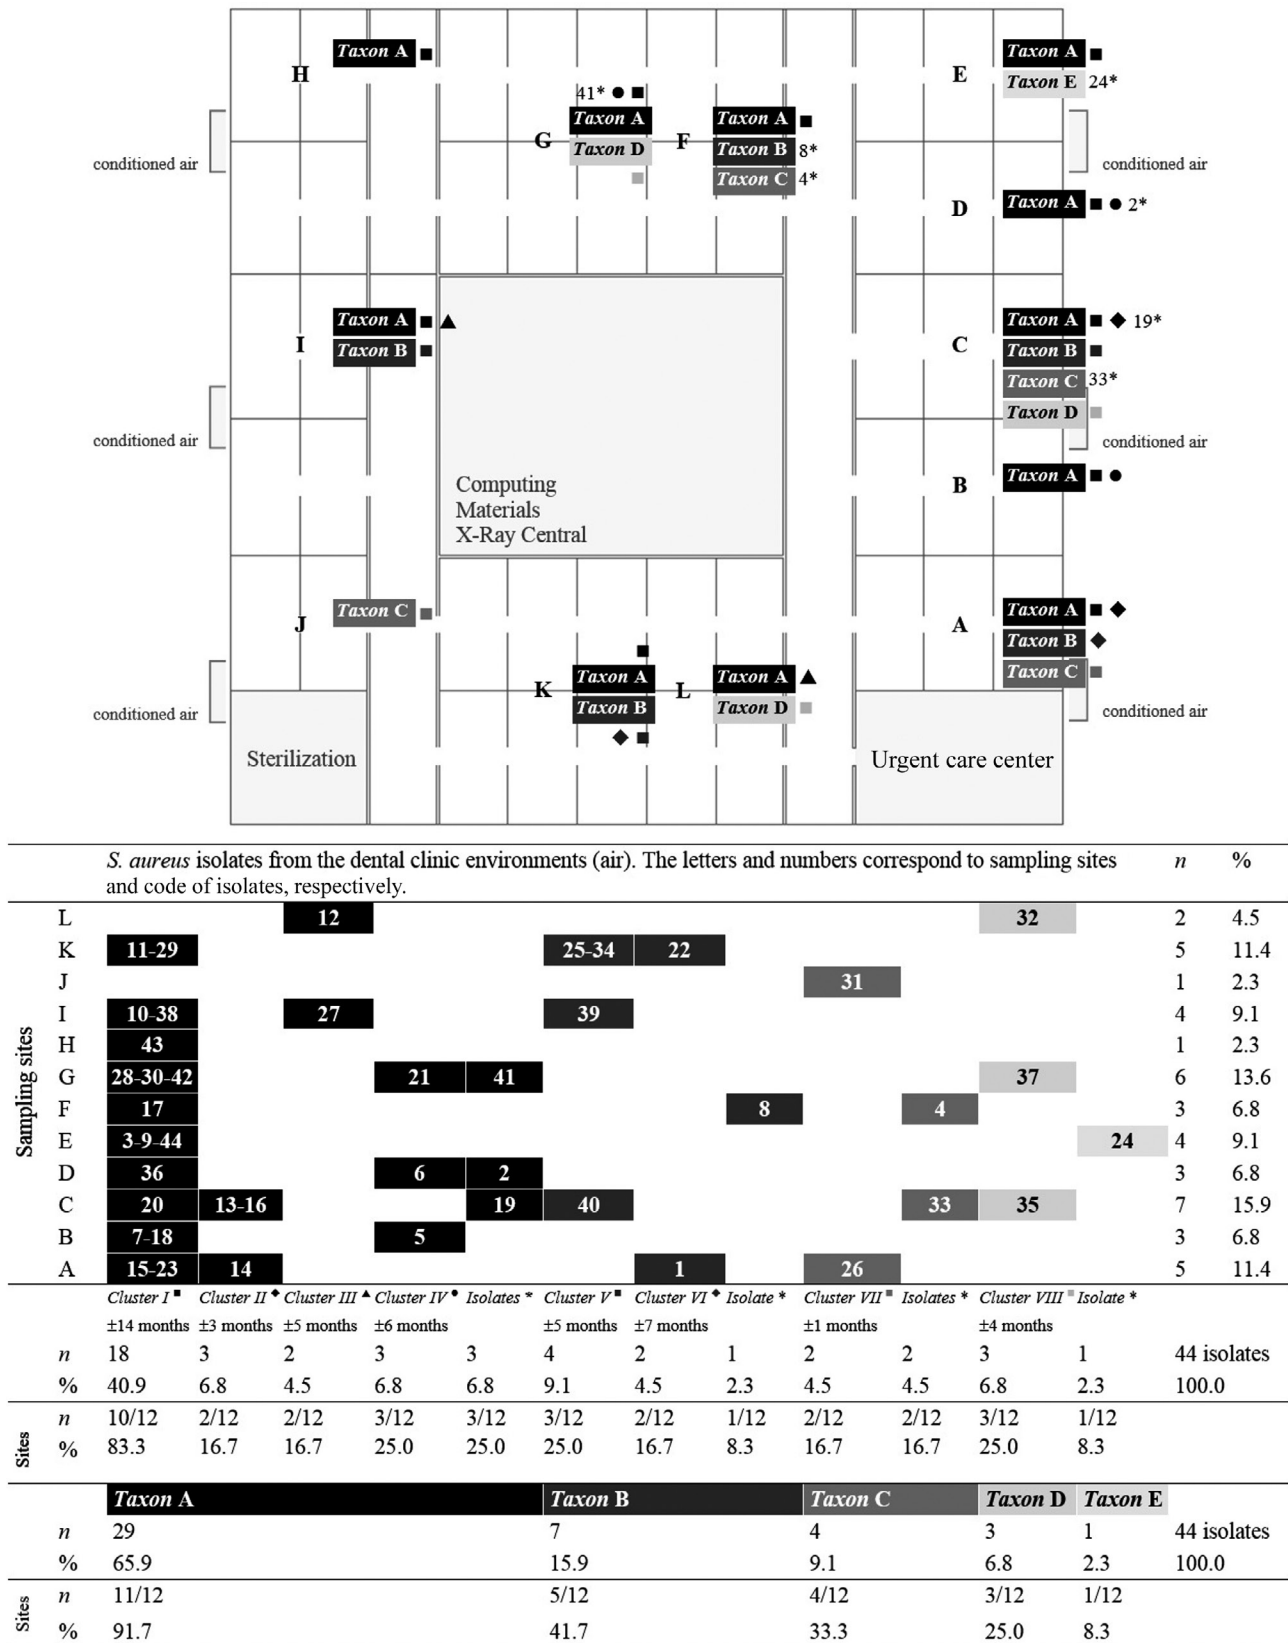 H Taxon A ■
E Taxon A ■
Taxon E 24*
41* ● ■
G Taxon A
Taxon D
■
F Taxon A ■
Taxon B 8*
Taxon C 4*
conditioned air
conditioned air
D Taxon A ■ ● 2*
I Taxon A ■ ▲
Taxon B ■
C Taxon A ■ ◆ 19*
Taxon B ■
Taxon C 33*
Taxon D ■
conditioned air
conditioned air
Computing
Materials
X-Ray Central
B Taxon A ■ ●
J Taxon C ■
A Taxon A ■ ◆
Taxon B ◆
Taxon C ■
■
K Taxon A
Taxon B
◆ ■
L Taxon A ▲
Taxon D ■
conditioned air
conditioned air
Sterilization
Urgent care center
S. aureus isolates from the dental clinic environments (air). The letters and numbers correspond to sampling sites n %
and code of isolates, respectively.
Sampling sites
L 12 32 2 4.5
K 11-29 25-34 22 5 11.4
J 31 1 2.3
I 10-38 27 39 4 9.1
H 43 1 2.3
G 28-30-42 21 41 37 6 13.6
F 17 8 4 3 6.8
E 3-9-44 24 4 9.1
D 36 6 2 3 6.8
C 20 13-16 19 40 33 35 7 15.9
B 7-18 5 3 6.8
A 15-23 14 1 26 5 11.4
Cluster I ■ Cluster II ◆ Cluster III ▲ Cluster IV ● Isolates * Cluster V ■ Cluster VI ◆ Isolate * Cluster VII ■ Isolates * Cluster VIII ■ Isolate *
±14 months ±3 months ±5 months ±6 months ±5 months ±7 months ±1 months ±4 months
n 18 3 2 3 3 4 2 1 2 2 3 1 44 isolates
% 40.9 6.8 4.5 6.8 6.8 9.1 4.5 2.3 4.5 4.5 6.8 2.3 100.0
Sites
n 10/12 2/12 2/12 3/12 3/12 3/12 2/12 1/12 2/12 2/12 3/12 1/12
% 83.3 16.7 16.7 25.0 25.0 25.0 16.7 8.3 16.7 16.7 25.0 8.3
Taxon A Taxon B Taxon C Taxon D Taxon E
n 29 7 4 3 1 44 isolates
% 65.9 15.9 9.1 6.8 2.3 100.0
Sites
n 11/12 5/12 4/12 3/12 1/12
% 91.7 41.7 33.3 25.0 8.3